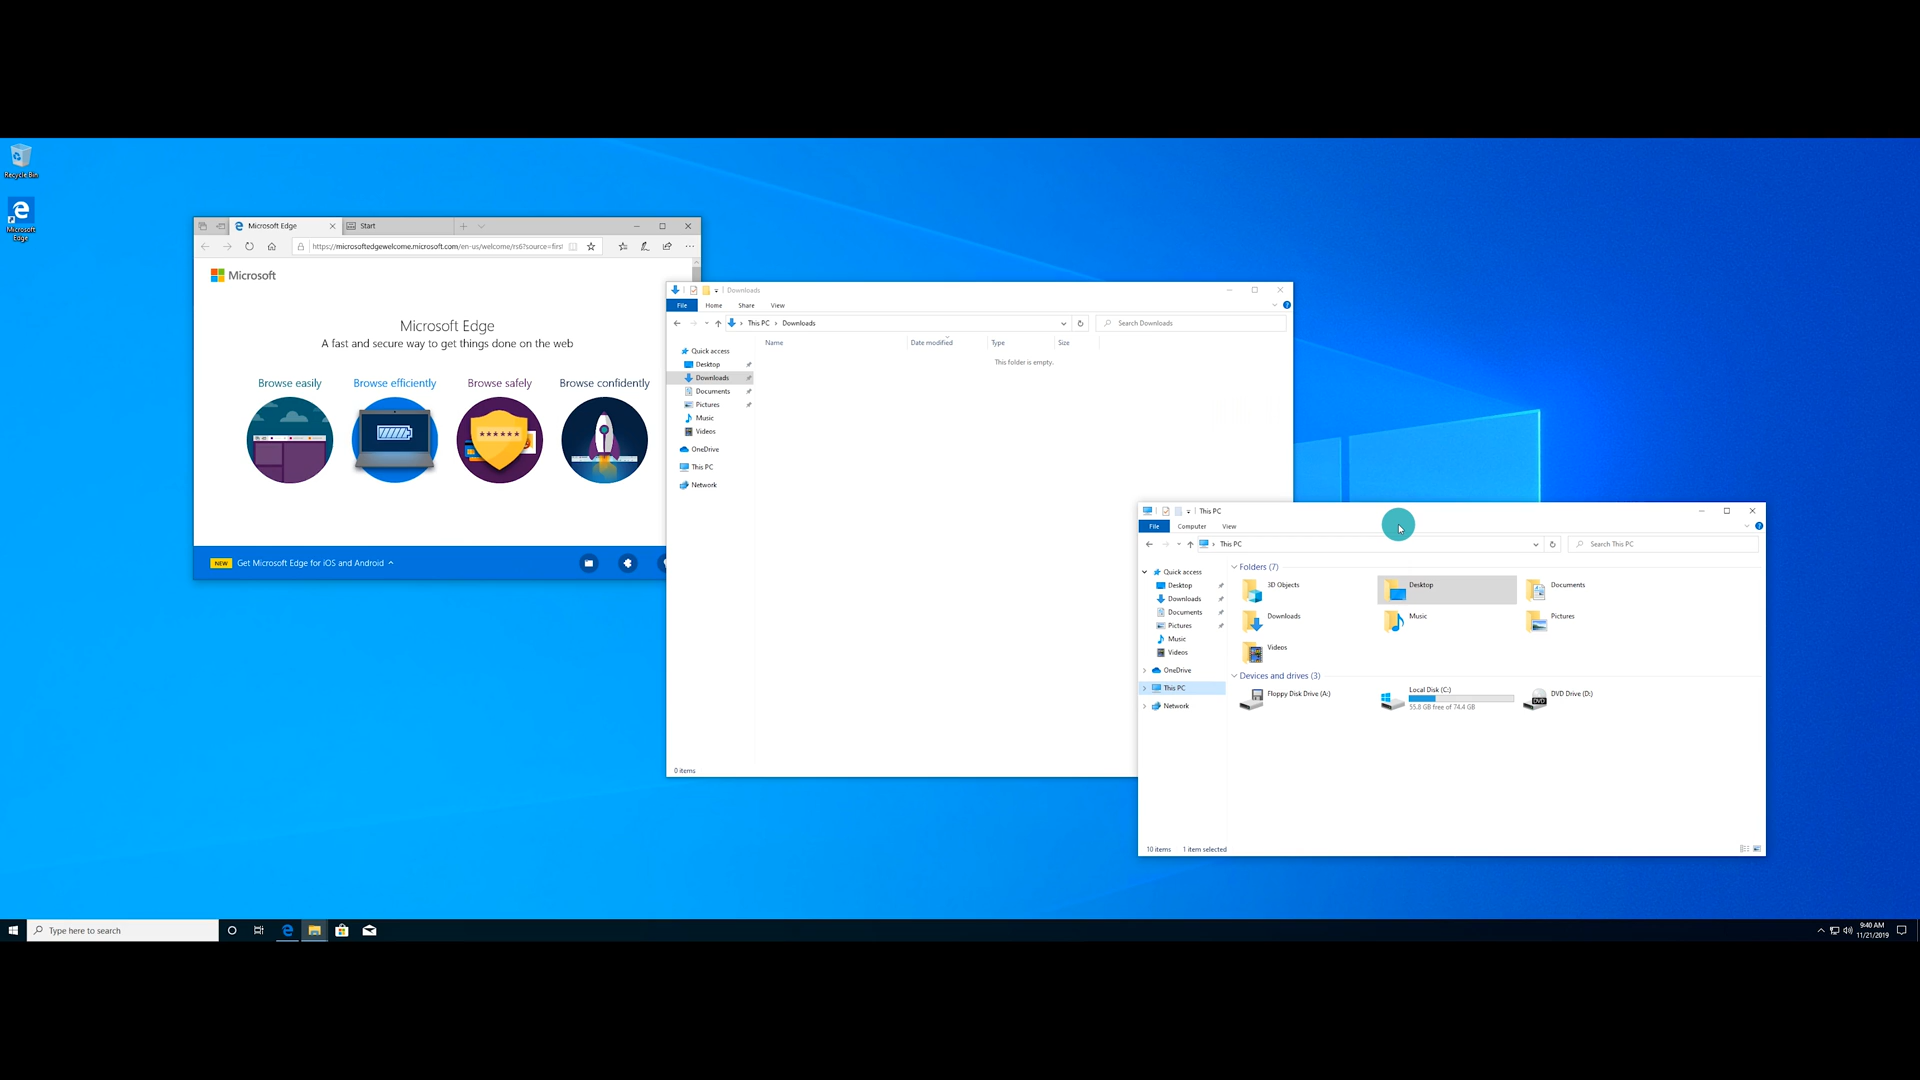 Recycle Bin
Microsoft
Edge
Microsoft Edge
Start
https://microsoftedgewelcome.microsoft.com/en-us/welcome/rs6?source=firs
Microsoft
Microsoft Edge
A fast and secure way to get things done on the web
Browse easily
Browse efficiently
Browse safely
Browse confidently
NEW Get Microsoft Edge for iOS and Android
Downloads
File Home Share View
This PC > Downloads
Search Downloads
Name Date modified Type Size
This folder is empty.
Quick access
Desktop
Downloads
Documents
Pictures
Music
Videos
OneDrive
This PC
Network
0 items
This PC
File Computer View
This PC
Search This PC
Quick access
Desktop
Downloads
Documents
Pictures
Music
Videos
OneDrive
This PC
Network
Folders (7)
3D Objects
Desktop
Documents
Downloads
Music
Pictures
Videos
Devices and drives (3)
Floppy Disk Drive (A:)
Local Disk (C:)
55.8 GB free of 74.4 GB
DVD
DVD Drive (D:)
10 items 1 item selected
Type here to search
9:40 AM
11/21/2019